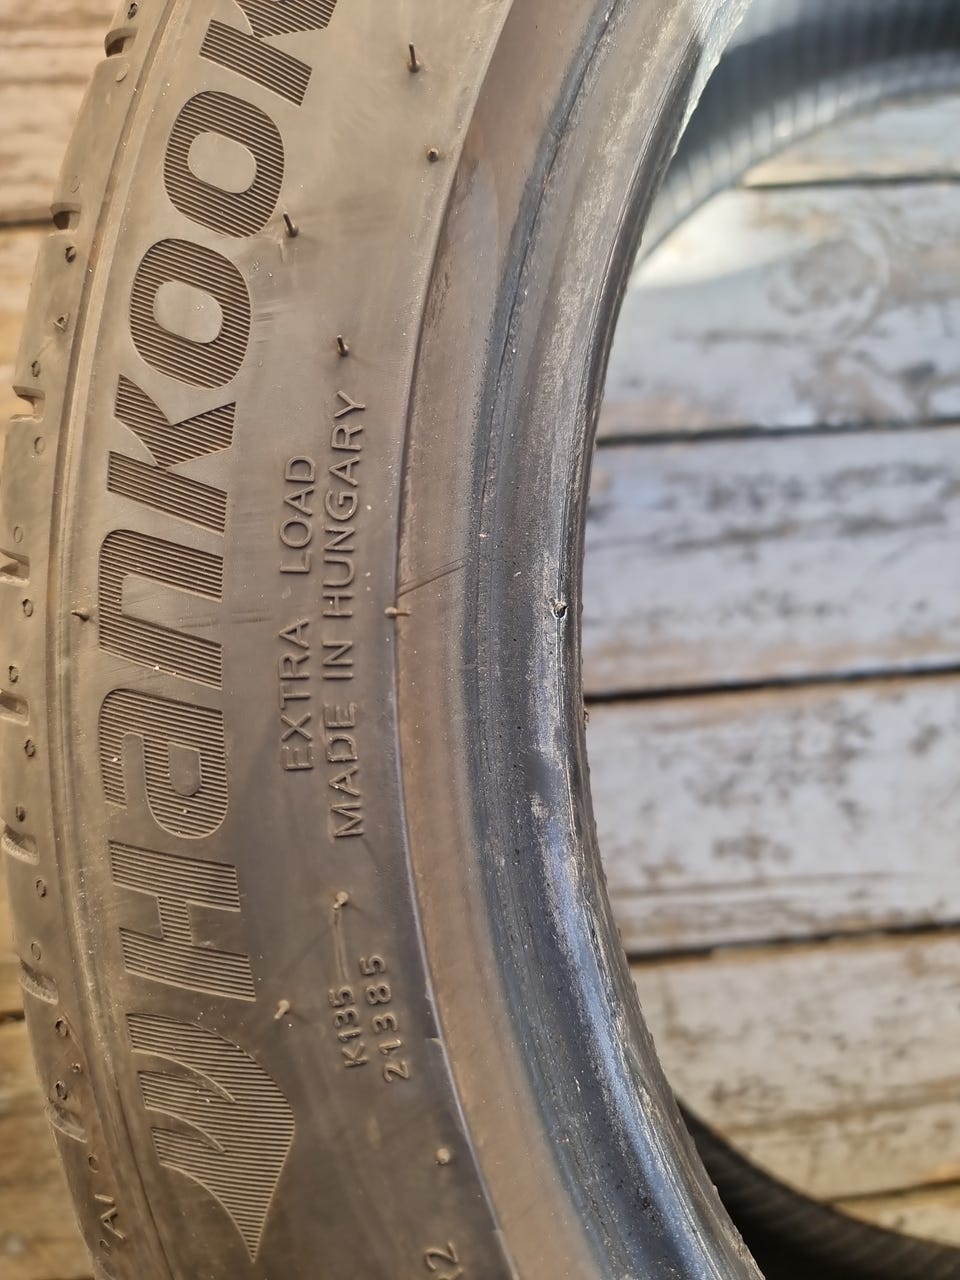 Hankook
EXTRA LOAD
MADE IN HUNGARY
K135
21385